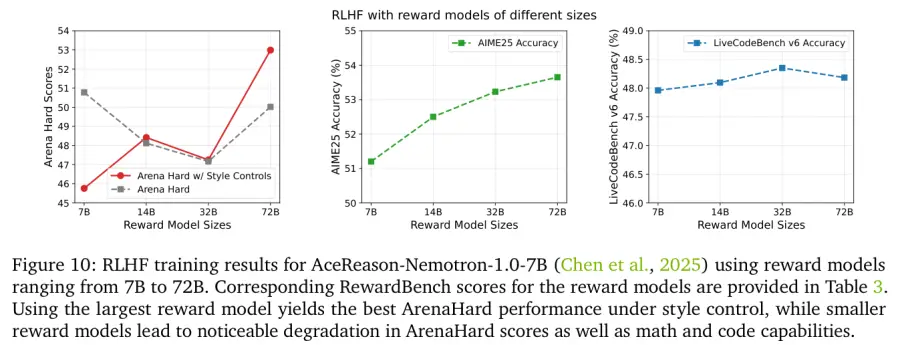 RLHF with reward models of different sizes
54
53
52
51
50
49
48
47
46
45
Arena Hard Scores
Arena Hard w/ Style Controls
Arena Hard
7B 14B 32B 72B
Reward Model Sizes
55
54
53
52
51
50
AIME25 Accuracy (%)
AIME25 Accuracy
7B 14B 32B 72B
Reward Model Sizes
49.0
48.5
48.0
47.5
47.0
46.5
46.0
LiveCodeBench v6 Accuracy (%)
LiveCodeBench v6 Accuracy
7B 14B 32B 72B
Reward Model Sizes
Figure 10: RLHF training results for AceReason-Nemotron-1.0-7B (Chen et al., 2025) using reward models
ranging from 7B to 72B. Corresponding RewardBench scores for the reward models are provided in Table 3.
Using the largest reward model yields the best ArenaHard performance under style control, while smaller
reward models lead to noticeable degradation in ArenaHard scores as well as math and code capabilities.